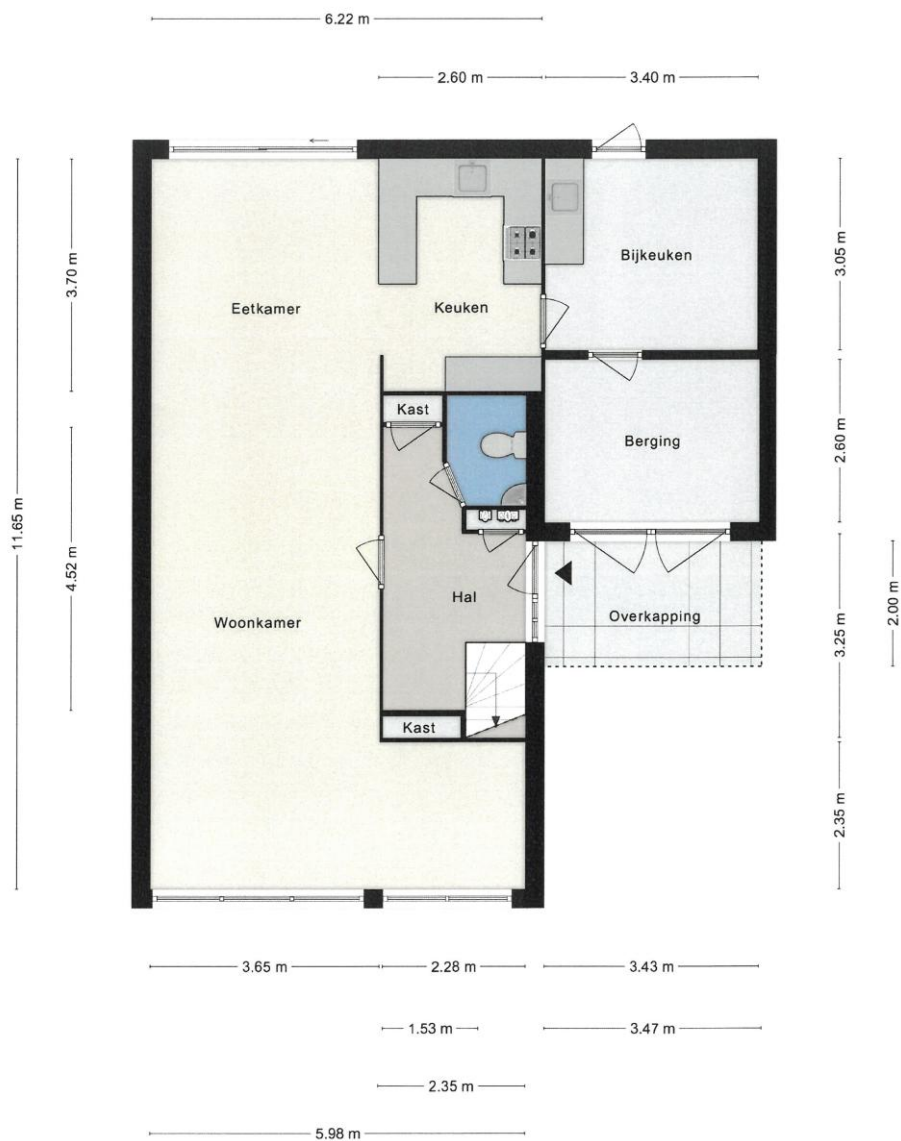 6.22 m
2.60 m
3.40 m
3.70 m
3.05 m
Bijkeuken
Eetkamer
Keuken
Kast
Berging
2.60 m
11.65 m
4.52 m
Hal
Woonkamer
Overkapping
3.25 m
2.00 m
Kast
2.35 m
3.65 m
2.28 m
3.43 m
1.53 m
3.47 m
2.35 m
5.98 m